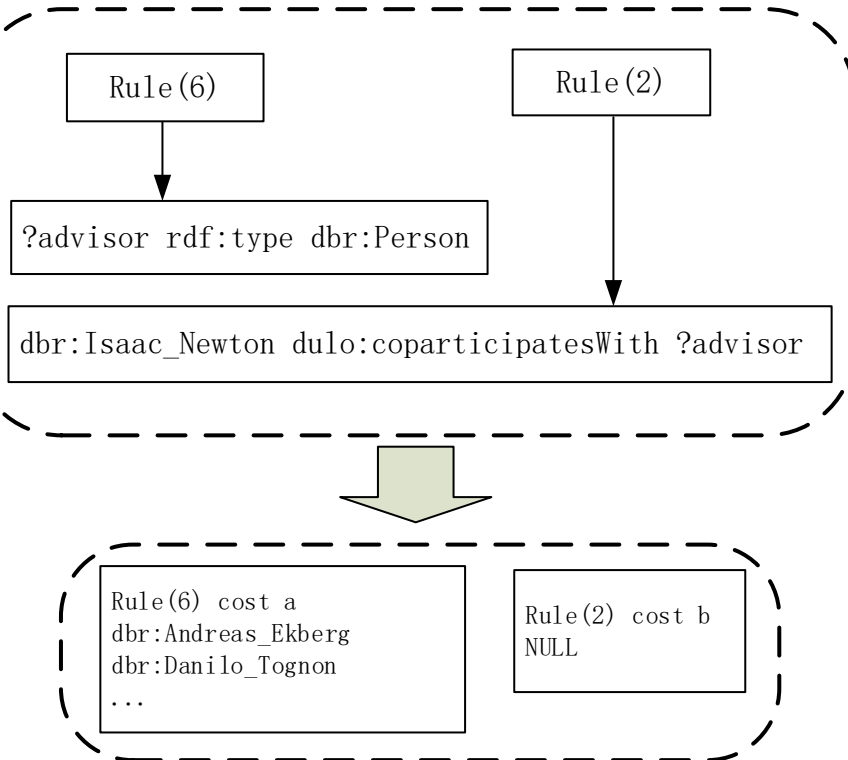 Rule(6)
Rule(2)
?advisor rdf:type dbr:Person
dbr:Isaac_Newton dulo:coparticipatesWith ?advisor
Rule(6) cost a
dbr:Andreas_Ekberg
dbr:Danilo_Tognon
...
Rule(2) cost b
NULL